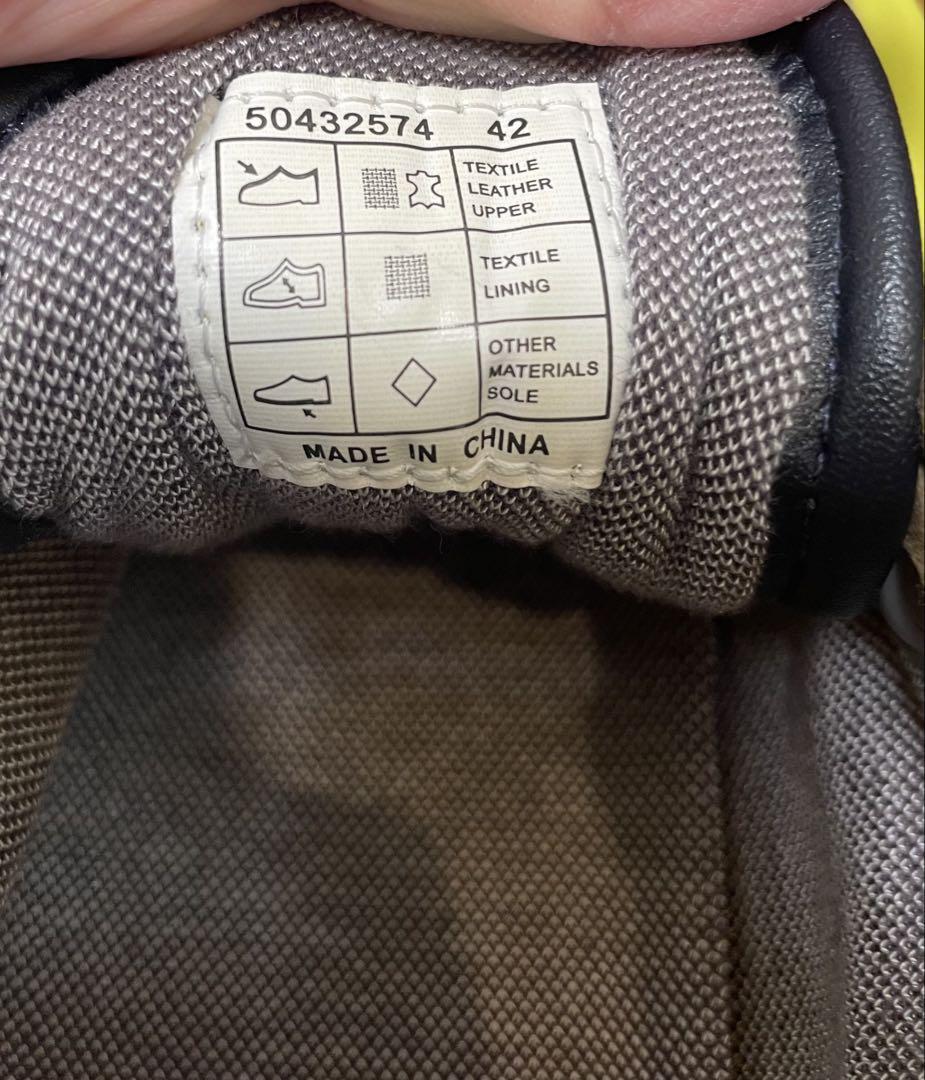 50432574 42
TEXTILE
LEATHER
UPPER
TEXTILE
LINING
OTHER
MATERIALS
SOLE
MADE IN CHINA